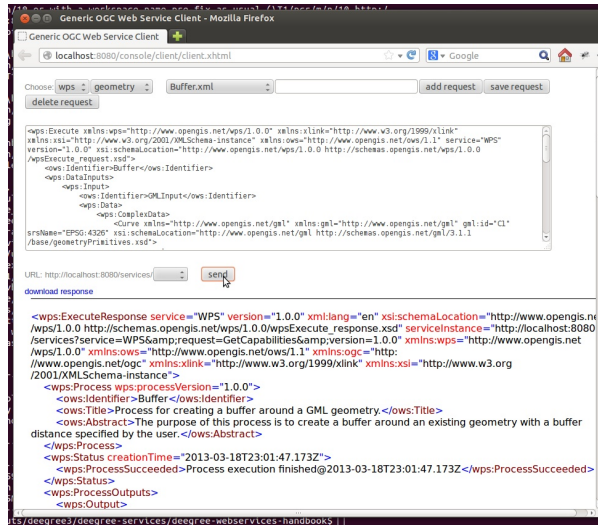 Generic OGC Web Service Client - Mozilla Firefox
Generic OGC Web Service Client
localhost:8080/console/client/client.xhtml
Google
Choose: wps geometry Buffer.xml add request save request
delete request
<wps:Execute xmlns:wps="http://www.opengis.net/wps/1.0.0" xmlns:xlink="http://www.w3.org/1999/xlink"
xmlns:xsi="http://www.w3.org/2001/XMLSchema-instance" xmlns:ows="http://www.opengis.net/ows/1.1" service="WPS"
version="1.0.0" xsi:schemaLocation="http://www.opengis.net/wps/1.0.0 http://schemas.opengis.net/wps/1.0.0
/wpsExecute_request.xsd">
<ows:Identifier>Buffer</ows:Identifier>
<wps:DataInputs>
<wps:Input>
<ows:Identifier>GMLInput</ows:Identifier>
<wps:Data>
<wps:ComplexData>
<Curve xmlns="http://www.opengis.net/gml" xmlns:gml="http://www.opengis.net/gml" gml:id="C1"
srsName="EPSG:4326" xsi:schemaLocation="http://www.opengis.net/gml http://schemas.opengis.net/gml/3.1.1
/base/geometryPrimitives.xsd">
URL: http://localhost:8080/services/ send
download response
<wps:ExecuteResponse service="WPS" version="1.0.0" xml:lang="en" xsi:schemaLocation="http://www.opengis.ne
/wps/1.0.0 http://schemas.opengis.net/wps/1.0.0/wpsExecute_response.xsd" serviceInstance="http://localhost:8080
/services?service=WPS&amp;request=GetCapabilities&amp;version=1.0.0" xmlns:wps="http://www.opengis.net
/wps/1.0.0" xmlns:ows="http://www.opengis.net/ows/1.1" xmlns:ogc="http:
//www.opengis.net/ogc" xmlns:xlink="http://www.w3.org/1999/xlink" xmlns:xsi="http://www.w3.org
/2001/XMLSchema-instance">
<wps:Process wps:processVersion="1.0.0">
<ows:Identifier>Buffer</ows:Identifier>
<ows:Title>Process for creating a buffer around a GML geometry.</ows:Title>
<ows:Abstract>The purpose of this process is to create a buffer around an existing geometry with a buffer
distance specified by the user.</ows:Abstract>
</wps:Process>
<wps:Status creationTime="2013-03-18T23:01:47.173Z">
<wps:ProcessSucceeded>Process execution finished@2013-03-18T23:01:47.173Z</wps:ProcessSucceeded>
</wps:Status>
<wps:ProcessOutputs>
<wps:Output>
uts/deegree3/deegree-services/deegree-webservices-handbook$